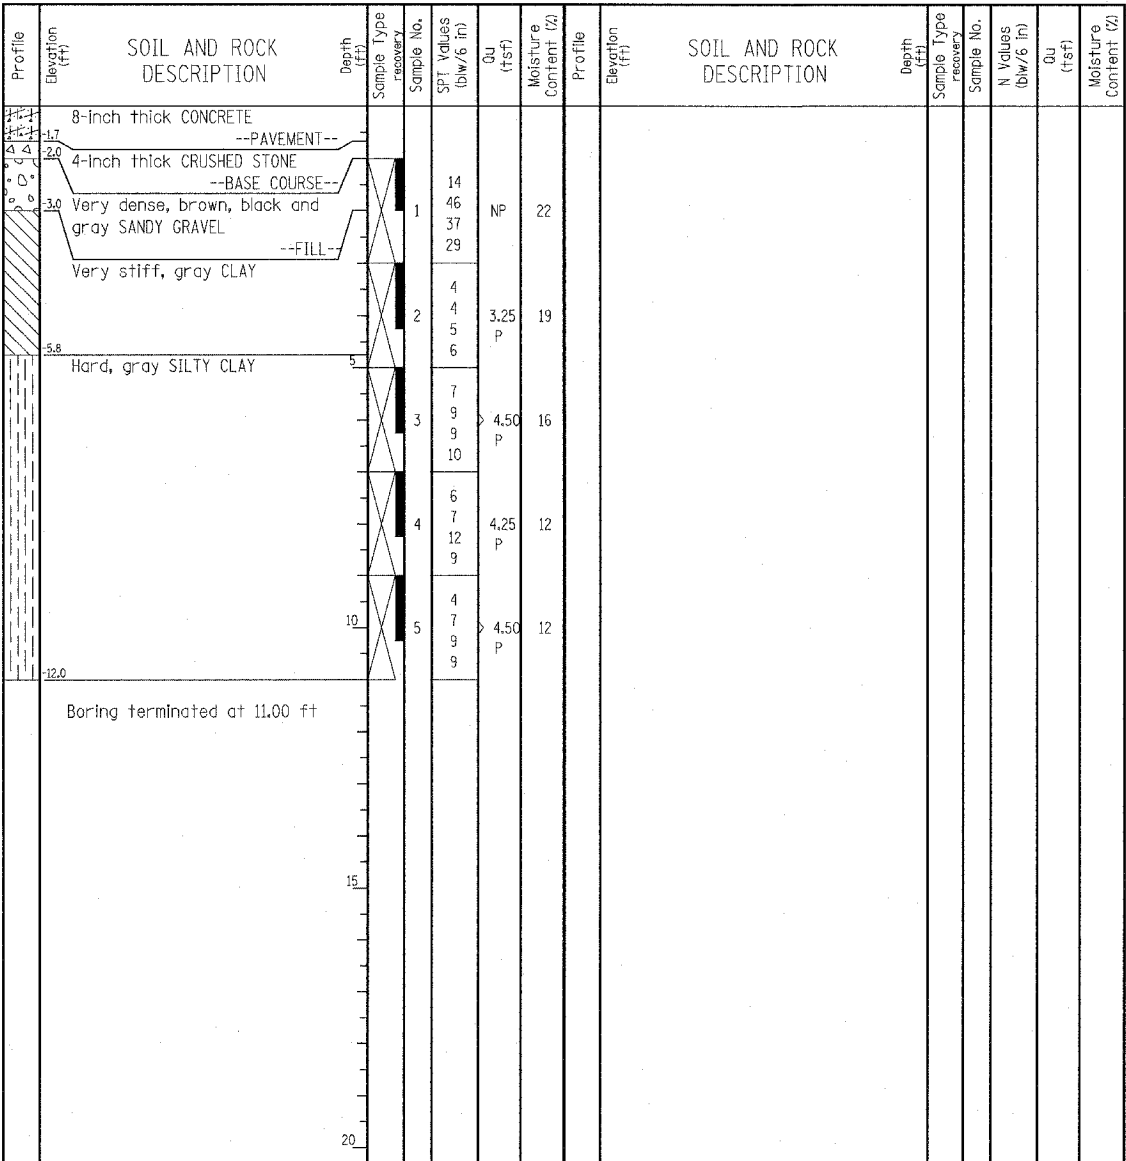 Profile
Elevation (ft)
SOIL AND ROCK DESCRIPTION
Depth (ft)
Sample Type recovery
Sample No.
SPT Values (blw/6 in)
Qu (tsf)
Moisture Content (%)
Profile
Elevation (ft)
SOIL AND ROCK DESCRIPTION
Depth (ft)
Sample Type recovery
Sample No.
N Values (blw/6 in)
Qu (tsf)
Moisture Content (%)
8-inch thick CONCRETE
-1.7 --PAVEMENT--
-2.0 4-inch thick CRUSHED STONE
--BASE COURSE--
-3.0 Very dense, brown, black and
gray SANDY GRAVEL
--FILL--
1 14 46 37 29 NP 22
Very stiff, gray CLAY
2 4 4 5 6 3.25 P 19
-5.8
Hard, gray SILTY CLAY 5
3 7 9 9 10 > 4.50 P 16
4 6 7 12 9 4.25 P 12
10 5 4 7 9 9 > 4.50 P 12
-12.0
Boring terminated at 11.00 ft
15
20